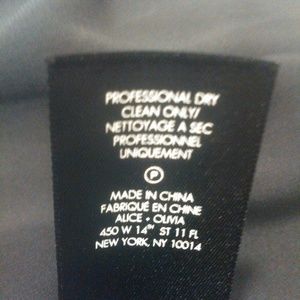 PROFESSIONAL DRY
CLEAN ONLY/
NETTOYAGE A SEC
PROFESSIONNEL
UNIQUEMENT
P
MADE IN CHINA
FABRIQUÉ EN CHINE
ALICE + OLIVIA
450 W 14TH ST 11 FL
NEW YORK, NY 10014